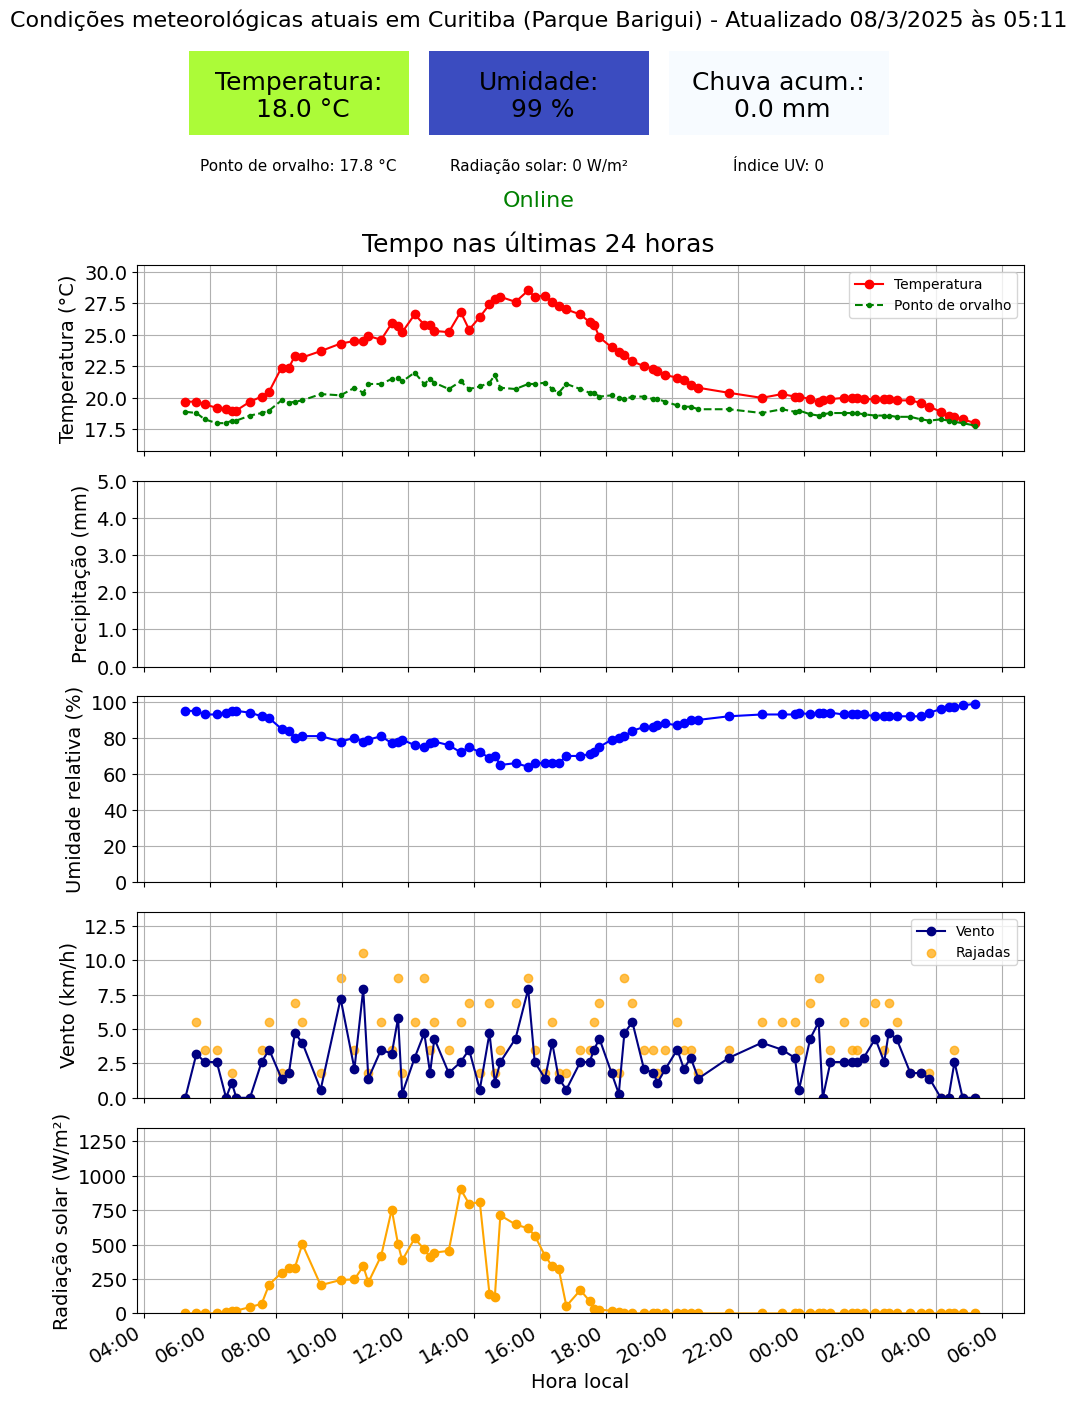 Condições meteorológicas atuais em Curitiba (Parque Barigui) - Atualizado 08/3/2025 às 05:11
Temperatura:
18.0 °C
Umidade:
99 %
Chuva acum.:
0.0 mm
Ponto de orvalho: 17.8 °C
Radiação solar: 0 W/m²
Índice UV: 0
Online
Tempo nas últimas 24 horas
Temperatura (°C)
30.0
27.5
25.0
22.5
20.0
17.5
Temperatura
Ponto de orvalho
Precipitação (mm)
5.0
4.0
3.0
2.0
1.0
0.0
Umidade relativa (%)
100
80
60
40
20
0
Vento (km/h)
12.5
10.0
7.5
5.0
2.5
0.0
Vento
Rajadas
Radiação solar (W/m²)
1250
1000
750
500
250
0
04:00
06:00
08:00
10:00
12:00
14:00
16:00
18:00
20:00
22:00
00:00
02:00
04:00
06:00
Hora local